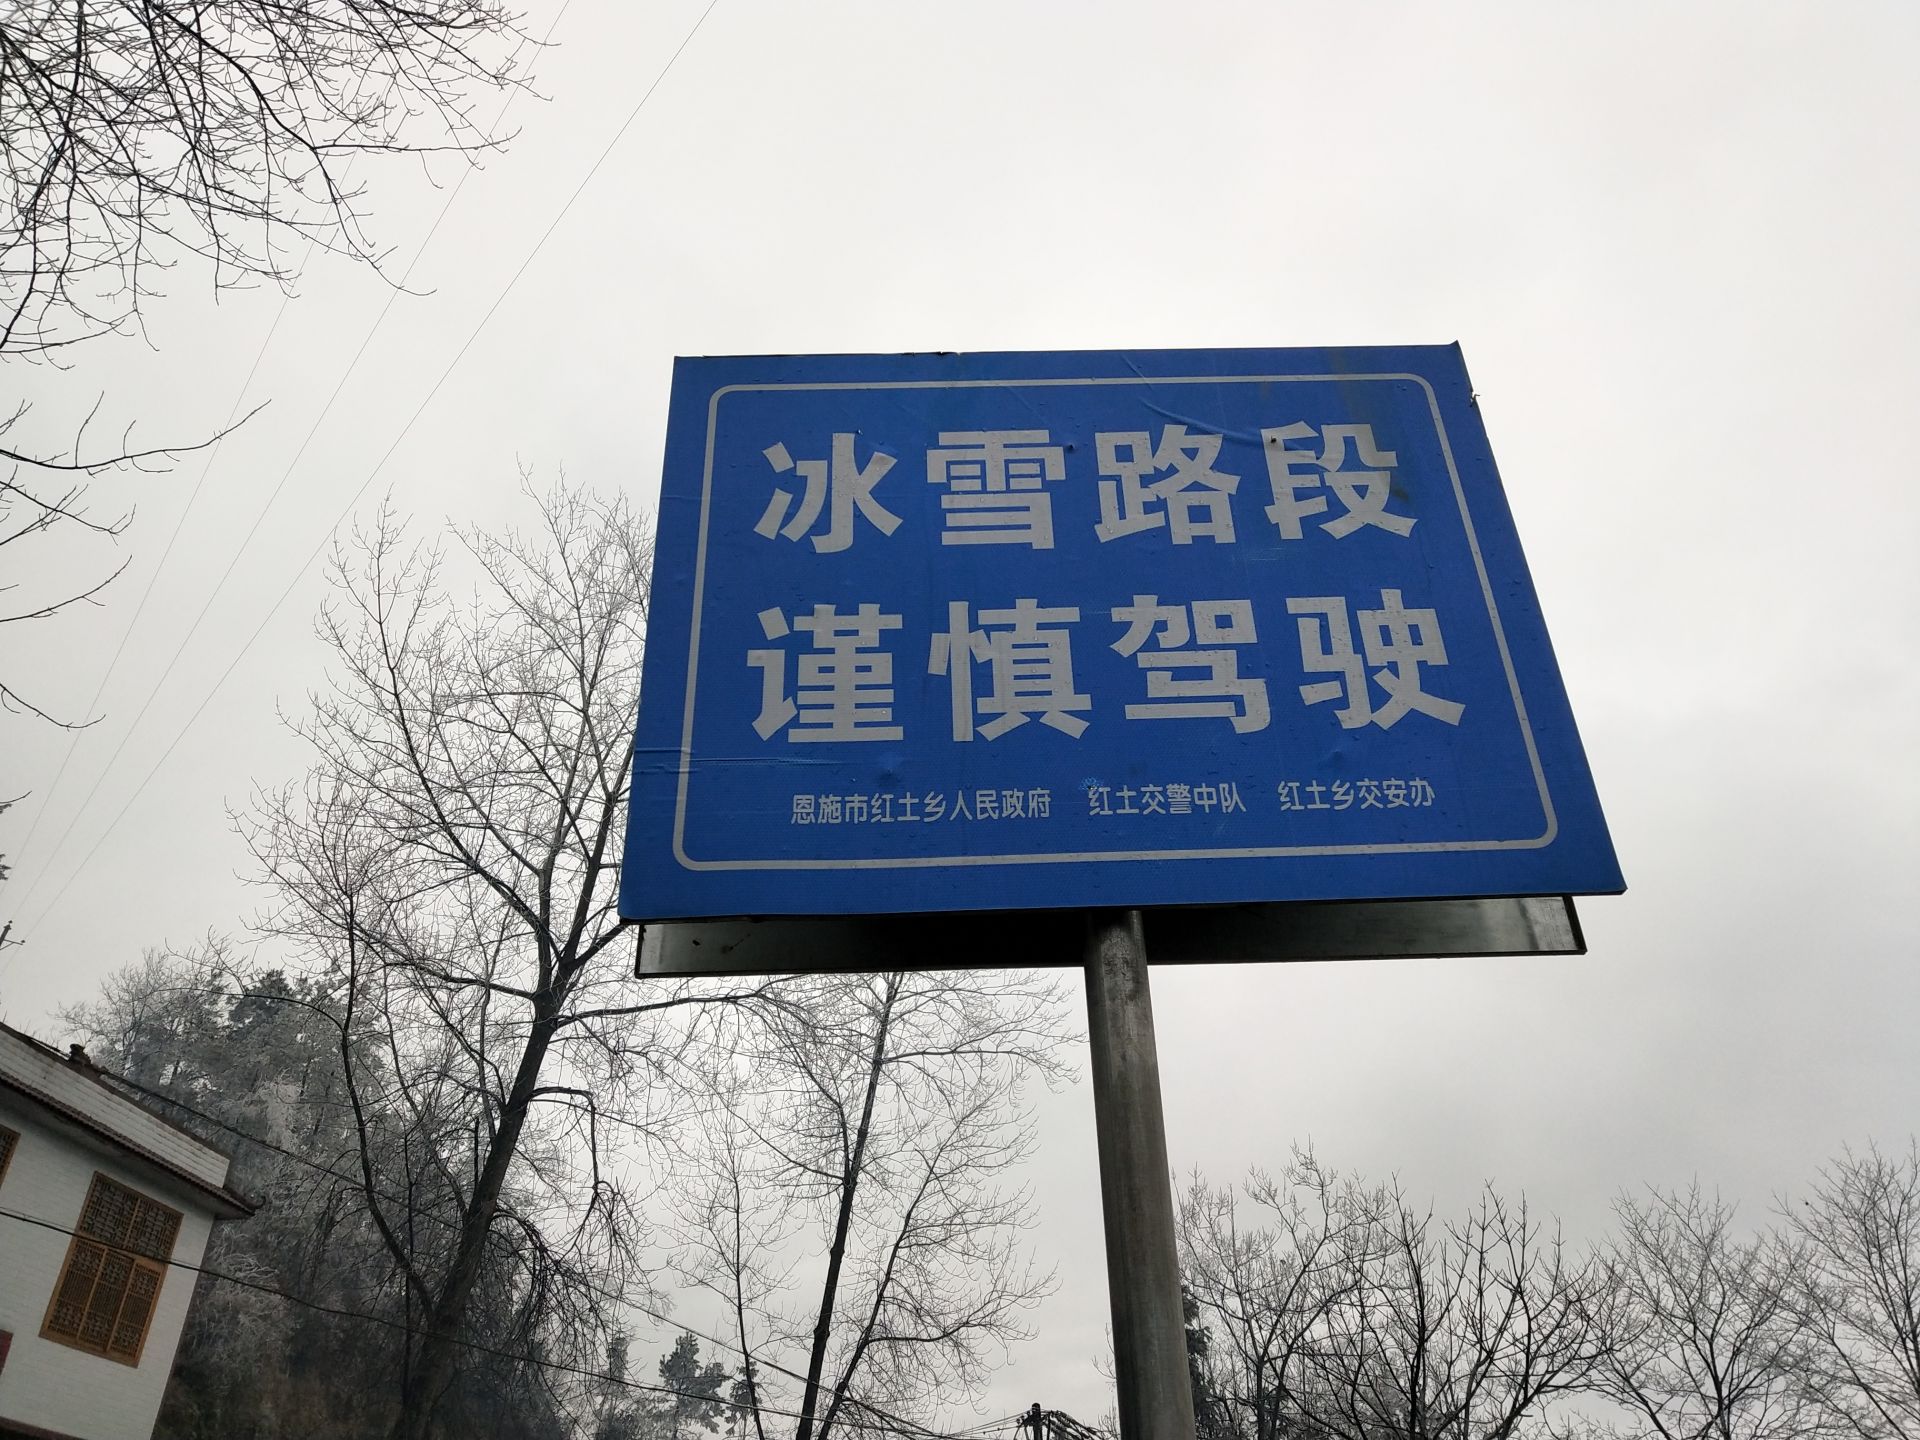 冰雪路段
谨慎驾驶
恩施市红土乡人民政府 红土交警中队 红土乡交安办